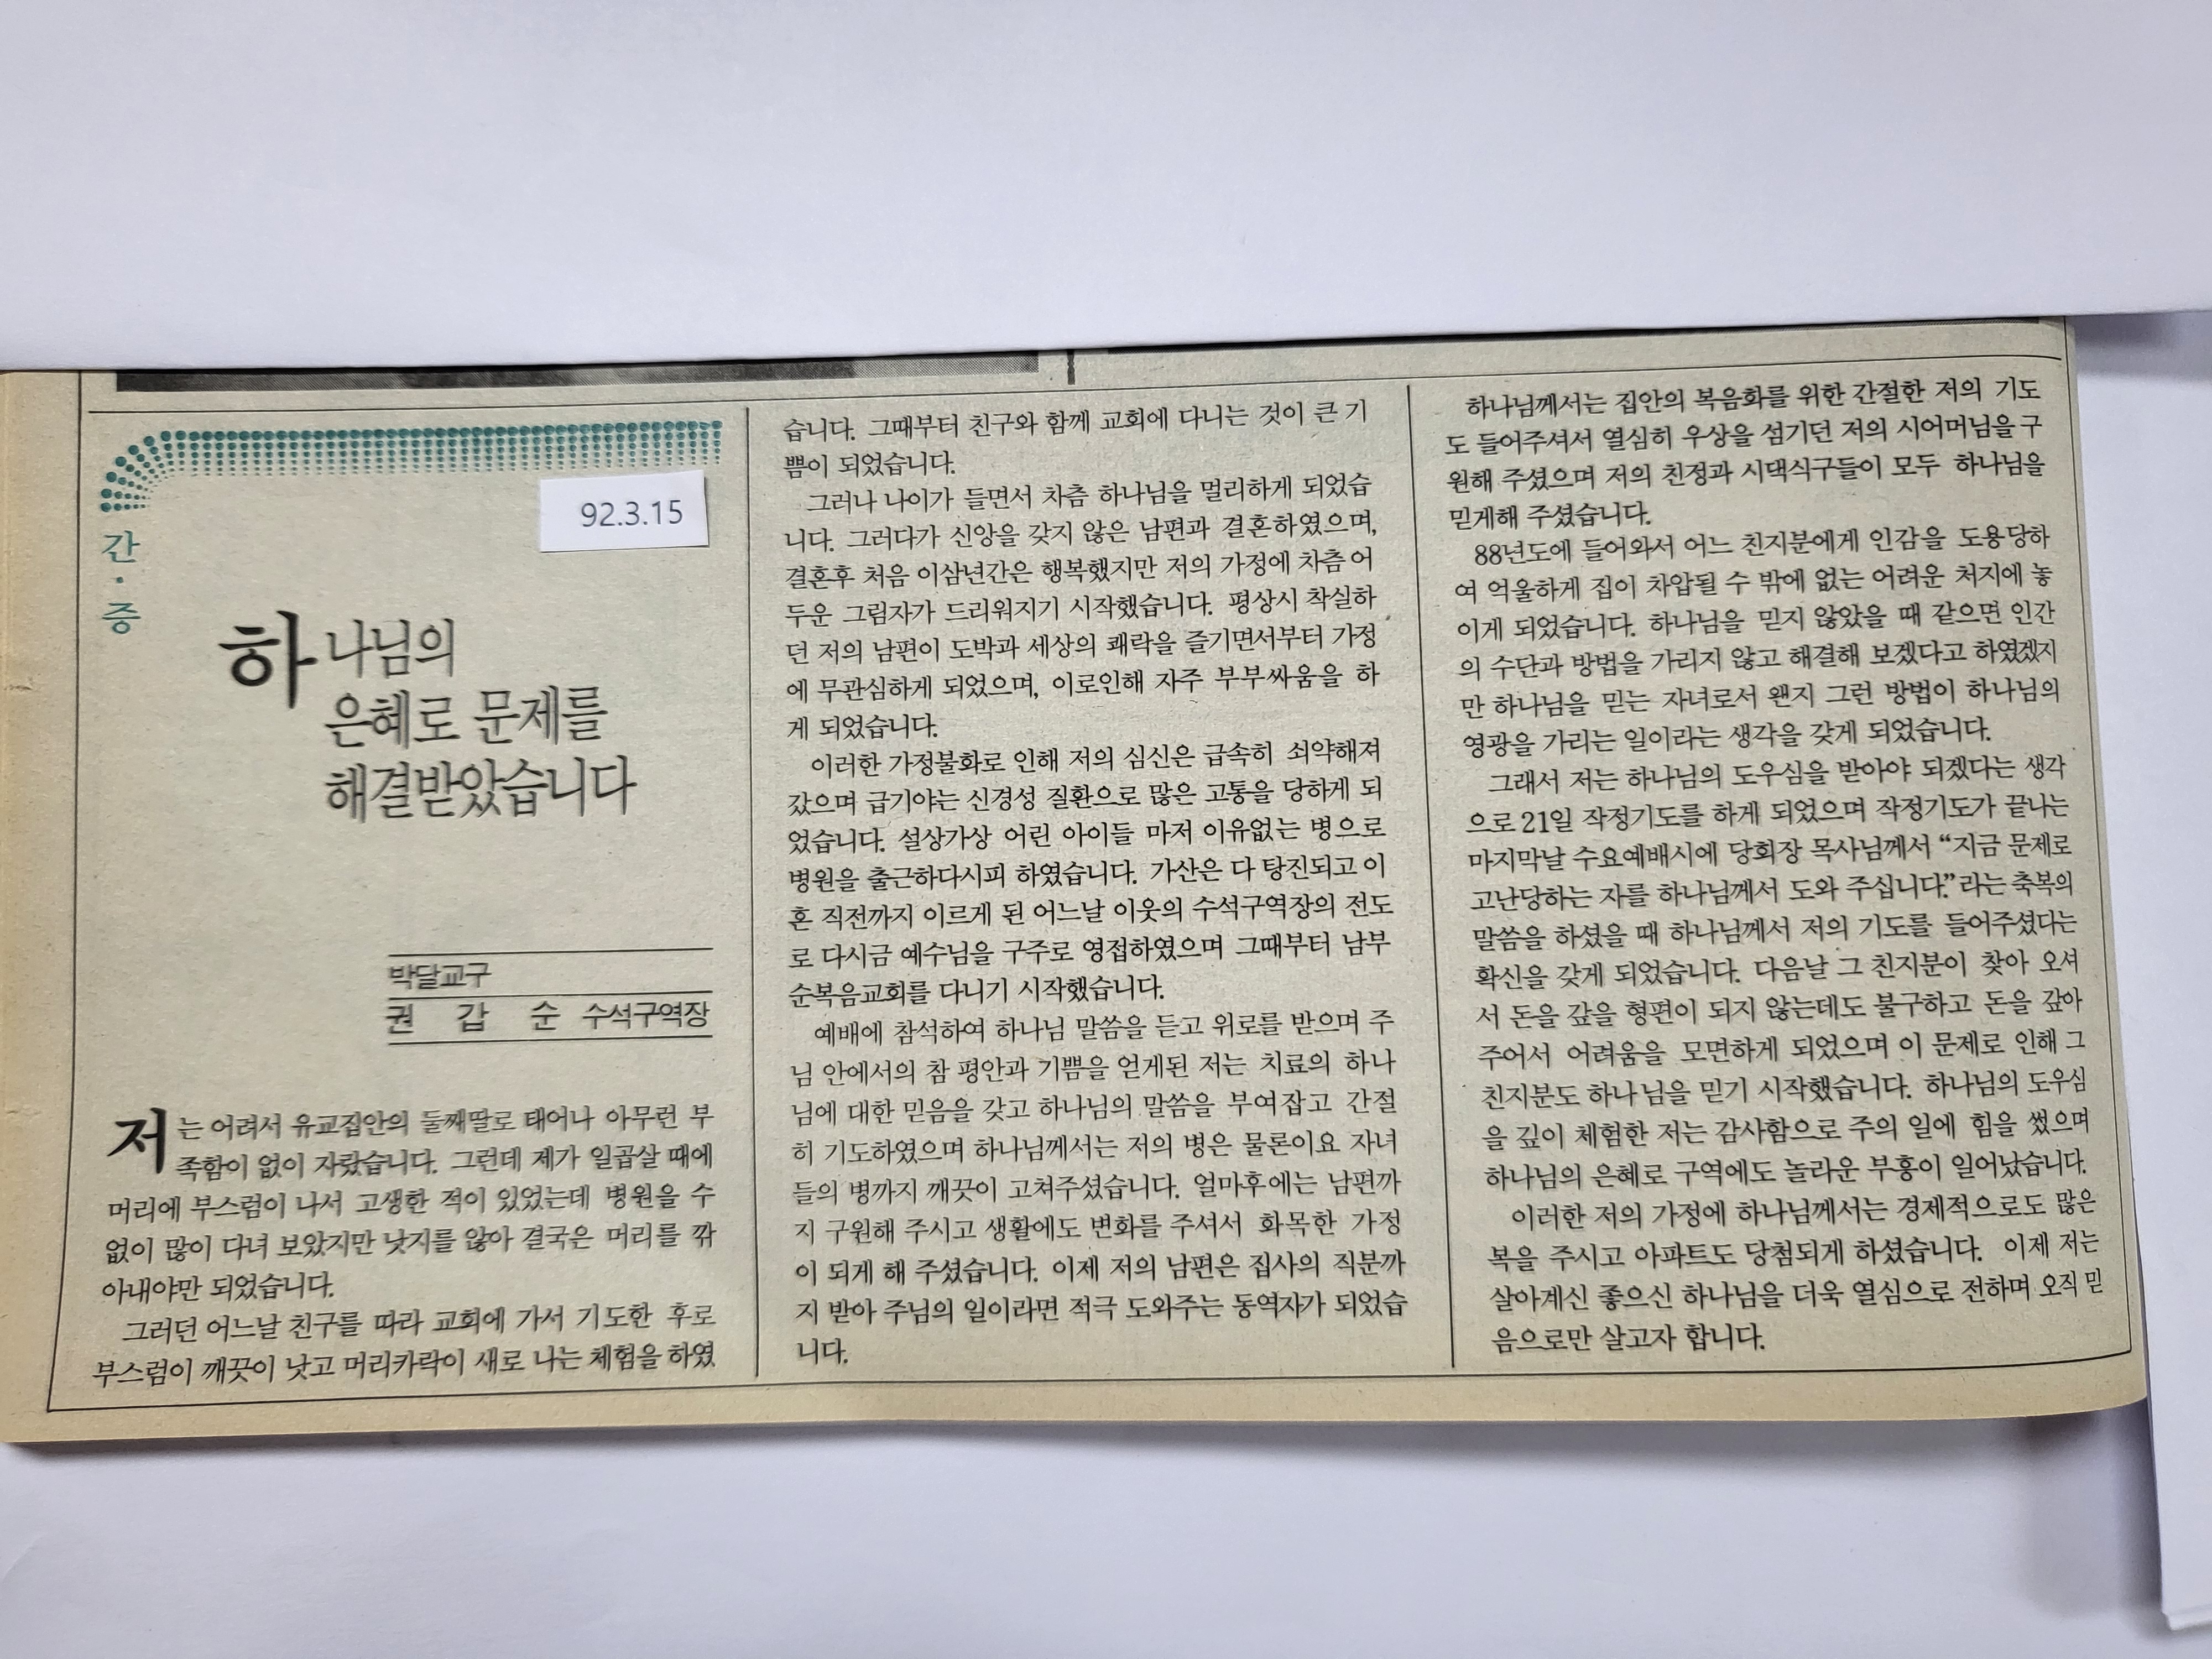 92.3.15
간·증
하나님의
은혜로 문제를
해결받았습니다
박달교구
권 갑 순 수석구역장
저는 어려서 유교집안의 둘째딸로 태어나 아무런 부
족함이 없이 자랐습니다. 그런데 제가 일곱살 때에
머리에 부스럼이 나서 고생한 적이 있었는데 병원을 수
없이 많이 다녀 보았지만 낫지를 않아 결국은 머리를 깎
아내야만 되었습니다.
그러던 어느날 친구를 따라 교회에 가서 기도한 후로
부스럼이 깨끗이 낫고 머리카락이 새로 나는 체험을 하였
습니다. 그때부터 친구와 함께 교회에 다니는 것이 큰 기
쁨이 되었습니다.
그러나 나이가 들면서 차츰 하나님을 멀리하게 되었습
니다. 그러다가 신앙을 갖지 않은 남편과 결혼하였으며,
결혼후 처음 이삼년간은 행복했지만 저의 가정에 차츰 어
두운 그림자가 드리워지기 시작했습니다. 평상시 착실하
던 저의 남편이 도박과 세상의 쾌락을 즐기면서부터 가정
에 무관심하게 되었으며, 이로인해 자주 부부싸움을 하
게 되었습니다.
이러한 가정불화로 인해 저의 심신은 급속히 쇠약해져
갔으며 급기야는 신경성 질환으로 많은 고통을 당하게 되
었습니다. 설상가상 어린 아이들 마저 이유없는 병으로
병원을 출근하다시피 하였습니다. 가산은 다 탕진되고 이
혼 직전까지 이르게 된 어느날 이웃의 수석구역장의 전도
로 다시금 예수님을 구주로 영접하였으며 그때부터 남부
순복음교회를 다니기 시작했습니다.
예배에 참석하여 하나님 말씀을 듣고 위로를 받으며 주
님 안에서의 참 평안과 기쁨을 얻게된 저는 치료의 하나
님에 대한 믿음을 갖고 하나님의 말씀을 부여잡고 간절
히 기도하였으며 하나님께서는 저의 병은 물론이요 자녀
들의 병까지 깨끗이 고쳐주셨습니다. 얼마후에는 남편까
지 구원해 주시고 생활에도 변화를 주셔서 화목한 가정
이 되게 해 주셨습니다. 이제 저의 남편은 집사의 직분까
지 받아 주님의 일이라면 적극 도와주는 동역자가 되었습
니다.
하나님께서는 집안의 복음화를 위한 간절한 저의 기도
도 들어주셔서 열심히 우상을 섬기던 저의 시어머님을 구
원해 주셨으며 저의 친정과 시댁식구들이 모두 하나님을
믿게해 주셨습니다.
88년도에 들어와서 어느 친지분에게 인감을 도용당하
여 억울하게 집이 차압될 수 밖에 없는 어려운 처지에 놓
이게 되었습니다. 하나님을 믿지 않았을 때 같으면 인간
의 수단과 방법을 가리지 않고 해결해 보겠다고 하였겠지
만 하나님을 믿는 자녀로서 왠지 그런 방법이 하나님의
영광을 가리는 일이라는 생각을 갖게 되었습니다.
그래서 저는 하나님의 도우심을 받아야 되겠다는 생각
으로 21일 작정기도를 하게 되었으며 작정기도가 끝나는
마지막날 수요예배시에 당회장 목사님께서 “지금 문제로
고난당하는 자를 하나님께서 도와 주십니다.”라는 축복의
말씀을 하셨을 때 하나님께서 저의 기도를 들어주셨다는
확신을 갖게 되었습니다. 다음날 그 친지분이 찾아 오셔
서 돈을 갚을 형편이 되지 않는데도 불구하고 돈을 갚아
주어서 어려움을 모면하게 되었으며 이 문제로 인해 그
친지분도 하나님을 믿기 시작했습니다. 하나님의 도우심
을 깊이 체험한 저는 감사함으로 주의 일에 힘을 썼으며
하나님의 은혜로 구역에도 놀라운 부흥이 일어났습니다.
이러한 저의 가정에 하나님께서는 경제적으로도 많은
복을 주시고 아파트도 당첨되게 하셨습니다. 이제 저는
살아계신 좋으신 하나님을 더욱 열심으로 전하며 오직 믿
음으로만 살고자 합니다.